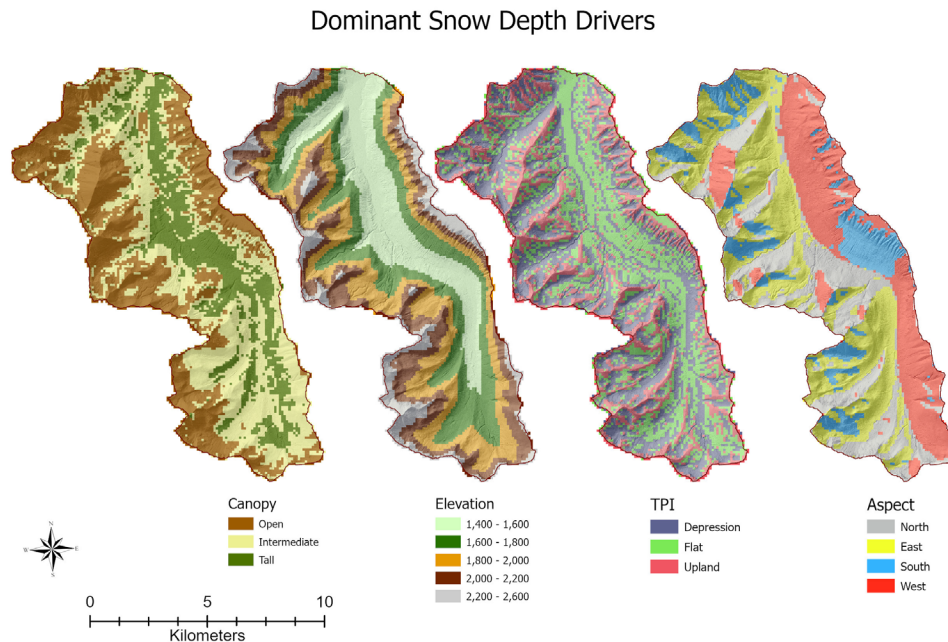 Dominant Snow Depth Drivers
Canopy
Open
Intermediate
Tall
Elevation
1,400 - 1,600
1,600 - 1,800
1,800 - 2,000
2,000 - 2,200
2,200 - 2,600
TPI
Depression
Flat
Upland
Aspect
North
East
South
West
N
W E
S
0 5 10
Kilometers